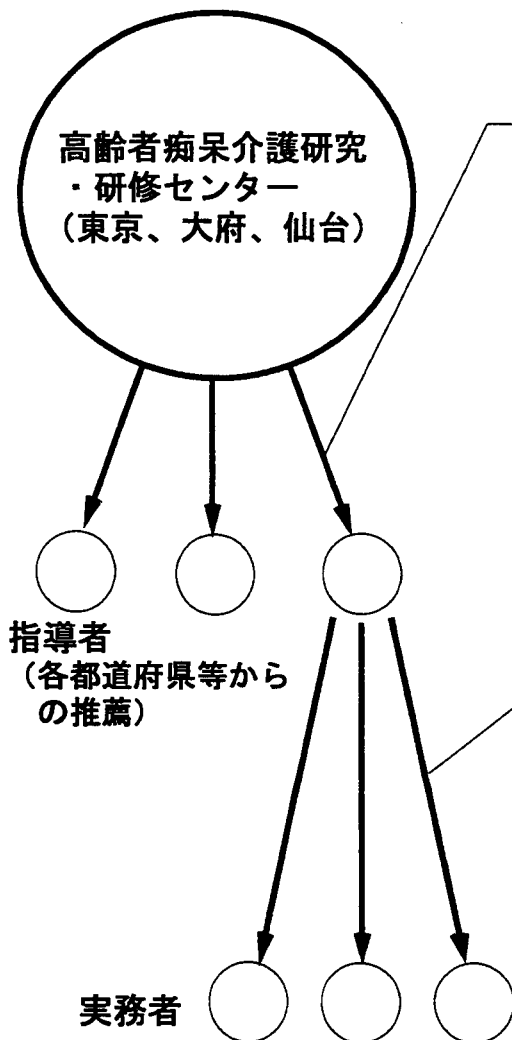 高齢者痴呆介護研究
・研修センター
（東京、大府、仙台）
指導者
（各都道府県等から
の推薦）
実務者